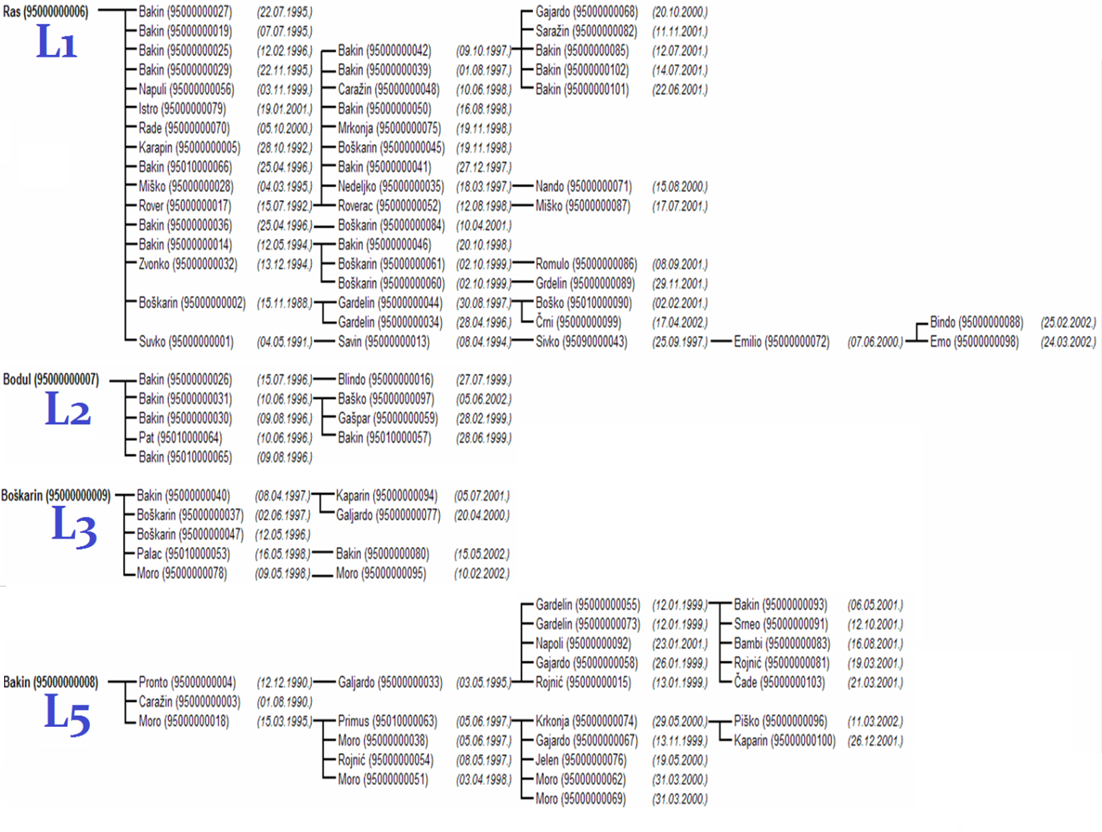 Ras (95000000006) Bakin (95000000027) (22.07.1995.) Gajardo (95000000068) (20.10.2000.)
L1 Bakin (95000000019) (07.07.1995.) Saražin (95000000082) (11.11.2001.)
Bakin (95000000025) (12.02.1996.) Bakin (95000000042) (09.10.1997.) Bakin (95000000085) (12.07.2001.)
Bakin (95000000029) (22.11.1995.) Bakin (95000000039) (01.08.1997.) Bakin (95000000102) (14.07.2001.)
Napuli (95000000056) (03.11.1999.) Caražin (95000000048) (10.06.1998.) Bakin (95000000101) (22.06.2001.)
Istro (95000000079) (19.01.2001.) Bakin (95000000050) (16.08.1998.)
Rade (95000000070) (05.10.2000.) Mrkonja (95000000075) (19.11.1998.)
Karapin (95000000005) (28.10.1992.) Boškarin (95000000045) (19.11.1998.)
Bakin (95010000066) (25.04.1996.) Bakin (95000000041) (27.12.1997.)
Miško (95000000028) (04.03.1995.) Nedeljko (95000000035) (18.03.1997.) Nando (95000000071) (15.08.2000.)
Rover (95000000017) (15.07.1992.) Roverac (95000000052) (12.08.1998.) Miško (95000000087) (17.07.2001.)
Bakin (95000000036) (25.04.1996.) Boškarin (95000000084) (10.04.2001.)
Bakin (95000000014) (12.05.1994.) Bakin (95000000046) (20.10.1998.)
Zvonko (95000000032) (13.12.1994.) Boškarin (95000000061) (02.10.1999.) Romulo (95000000086) (08.09.2001.)
Boškarin (95000000060) (02.10.1999.) Grdelin (95000000089) (29.11.2001.)
Boškarin (95000000002) (15.11.1988.) Gardelin (95000000044) (30.08.1997.) Boško (95010000090) (02.02.2001.)
Gardelin (95000000034) (28.04.1996.) Črni (95000000099) (17.04.2002.) Bindo (95000000088) (25.02.2002.)
Suvko (95000000001) (04.05.1991.) Savin (95000000013) (08.04.1994.) Sivko (95090000043) (25.09.1997.) Emilio (95000000072) (07.06.2000.) Emo (95000000098) (24.03.2002.)
Bodul (95000000007) Bakin (95000000026) (15.07.1996.) Blindo (95000000016) (27.07.1999.)
L2 Bakin (95000000031) (10.06.1996.) Baško (95000000097) (05.06.2002.)
Bakin (95000000030) (09.08.1996.) Gašpar (95000000059) (28.02.1999.)
Pat (95010000064) (10.06.1996.) Bakin (95010000057) (28.06.1999.)
Bakin (95010000065) (09.08.1996.)
Boškarin (95000000009) Bakin (95000000040) (08.04.1997.) Kaparin (95000000094) (05.07.2001.)
L3 Boškarin (95000000037) (02.06.1997.) Galjardo (95000000077) (20.04.2000.)
Boškarin (95000000047) (12.05.1996.)
Palac (95010000053) (16.05.1998.) Bakin (95000000080) (15.05.2002.)
Moro (95000000078) (09.05.1998.) Moro (95000000095) (10.02.2002.)
Gardelin (95000000055) (12.01.1999.) Bakin (95000000093) (06.05.2001.)
Gardelin (95000000073) (12.01.1999.) Srneo (95000000091) (12.10.2001.)
Napoli (95000000092) (23.01.2001.) Bambi (95000000083) (16.08.2001.)
Gajardo (95000000058) (26.01.1999.) Rojnić (95000000081) (19.03.2001.)
Bakin (95000000008) Pronto (95000000004) (12.12.1990.) Galjardo (95000000033) (03.05.1995.) Rojnić (95000000015) (13.01.1999.) Čade (95000000103) (21.03.2001.)
L5 Caražin (95000000003) (01.08.1990.)
Moro (95000000018) (15.03.1995.) Primus (95010000063) (05.06.1997.) Krkonja (95000000074) (29.05.2000.) Piško (95000000096) (11.03.2002.)
Moro (95000000038) (05.06.1997.) Gajardo (95000000067) (13.11.1999.) Kaparin (95000000100) (26.12.2001.)
Rojnić (95000000054) (08.05.1997.) Jelen (95000000076) (19.05.2000.)
Moro (95000000051) (03.04.1998.) Moro (95000000062) (31.03.2000.)
Moro (95000000069) (31.03.2000.)